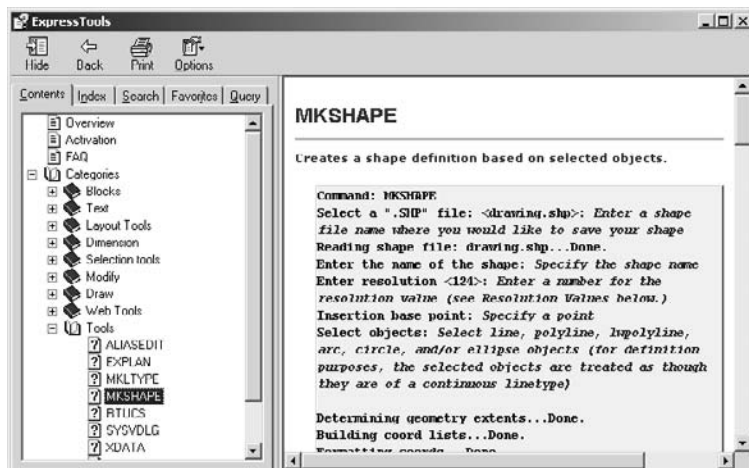 ExpressTools
Hide Back Print Options
Contents Index Search Favorites Query
Overview
Activation
FAQ
Categories
Blocks
Text
Layout Tools
Dimension
Selection tools
Modify
Draw
Web Tools
Tools
ALIASEDIT
EXPLAN
MKLTYPE
MKSHAPE
RTUCS
SYSVDLG
XDATA
MKSHAPE
Creates a shape definition based on selected objects.
Command: MKSHAPE
Select a ".SHP" file: <drawing.shp>: Enter a shape
file name where you would like to save your shape
Reading shape file: drawing.shp...Done.
Enter the name of the shape: Specify the shape name
Enter resolution <124>: Enter a number for the
resolution value (see Resolution Values below.)
Insertion base point: Specify a point
Select objects: Select line, polyline, lwpolyline,
arc, circle, and/or ellipse objects (for definition
purposes, the selected objects are treated as though
they are of a continuous linetype)
Determining geometry extents...Done.
Building coord lists...Done.
Formatting coords...Done.